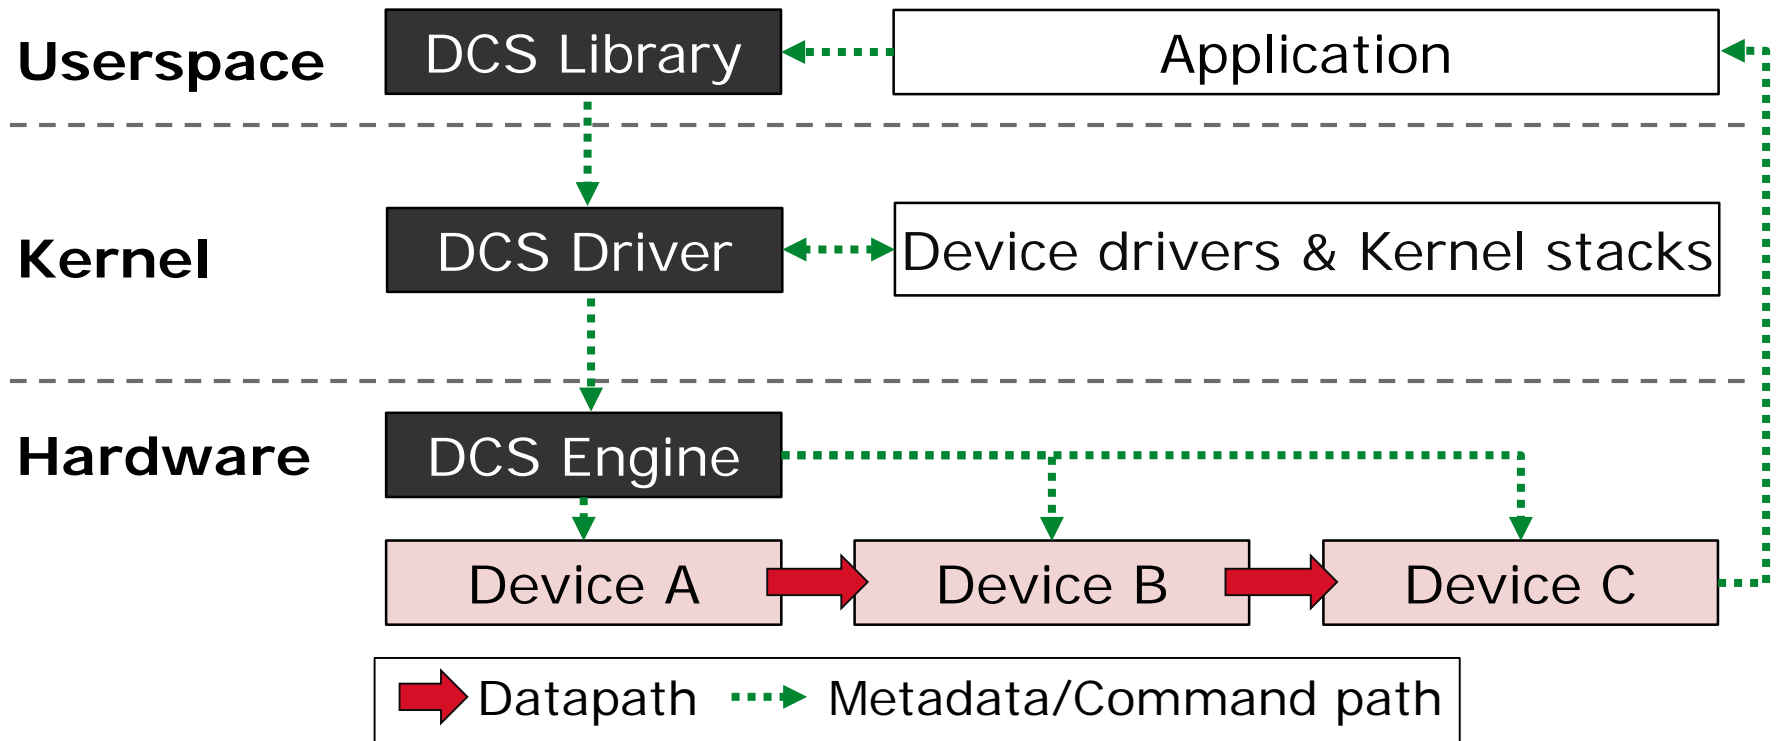 Userspace
DCS Library
Application
Kernel
DCS Driver
Device drivers & Kernel stacks
Hardware
DCS Engine
Device A
Device B
Device C
Datapath
Metadata/Command path